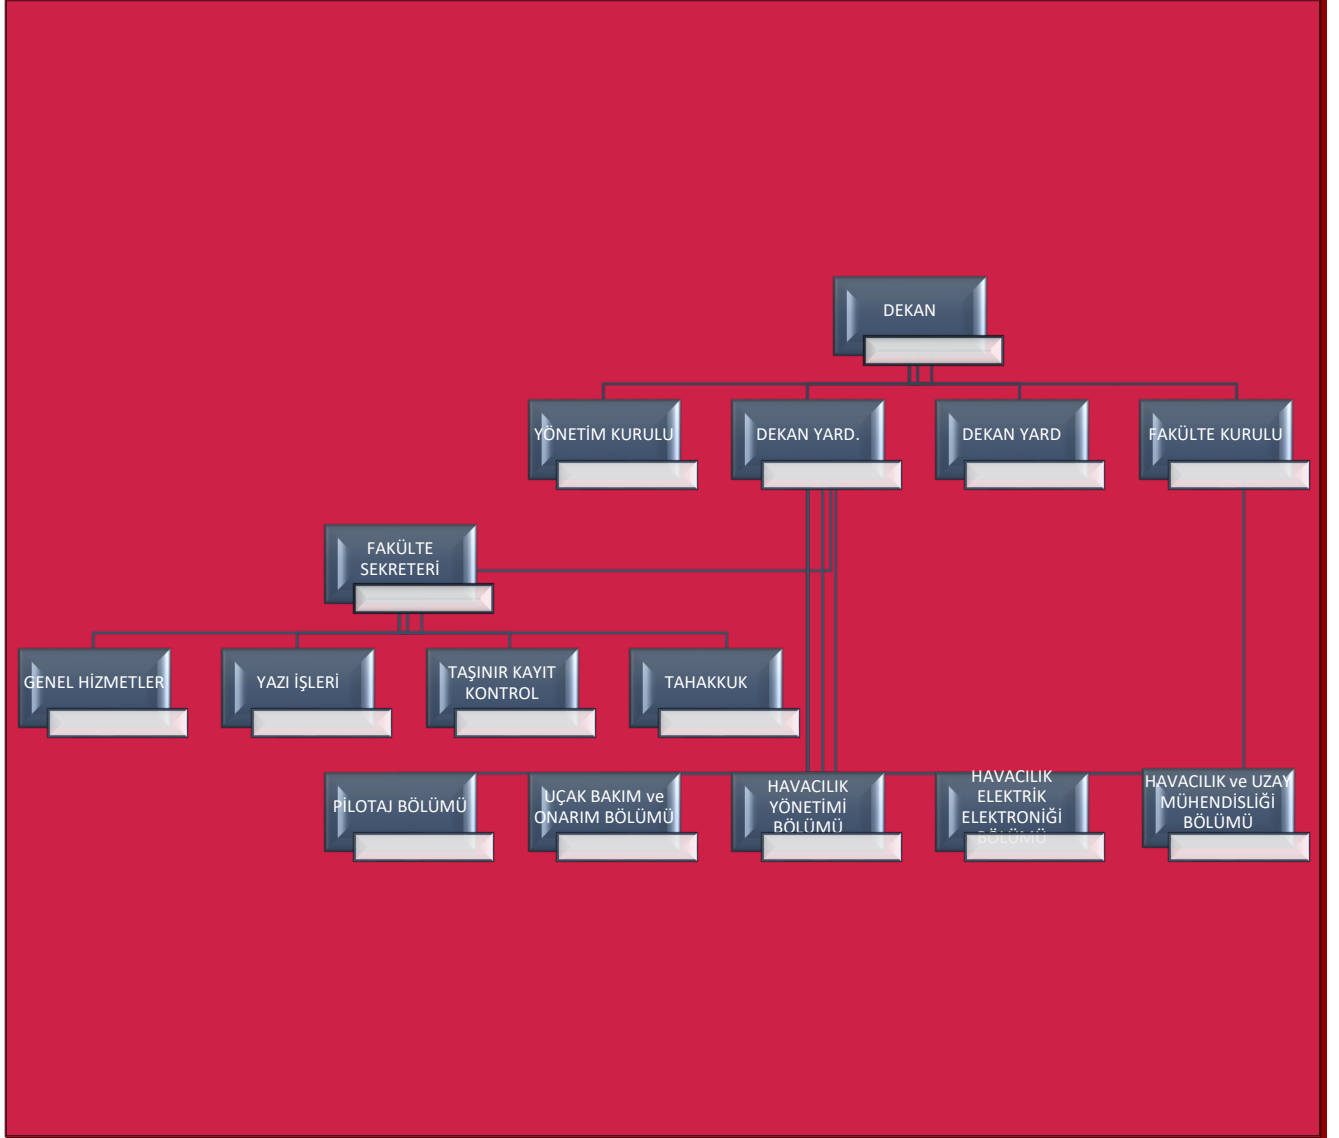 DEKAN
YÖNETİM KURULU
DEKAN YARD.
DEKAN YARD
FAKÜLTE KURULU
FAKÜLTE
SEKRETERİ
GENEL HİZMETLER
YAZI İŞLERİ
TAŞINIR KAYIT
KONTROL
TAHAKKUK
PİLOTAJ BÖLÜMÜ
UÇAK BAKIM ve
ONARIM BÖLÜMÜ
HAVACILIK
YÖNETİMİ
BÖLÜMÜ
HAVACILIK
ELEKTRİK
ELEKTRONİĞİ
BÖLÜMÜ
HAVACILIK ve UZAY
MÜHENDİSLİĞİ
BÖLÜMÜ